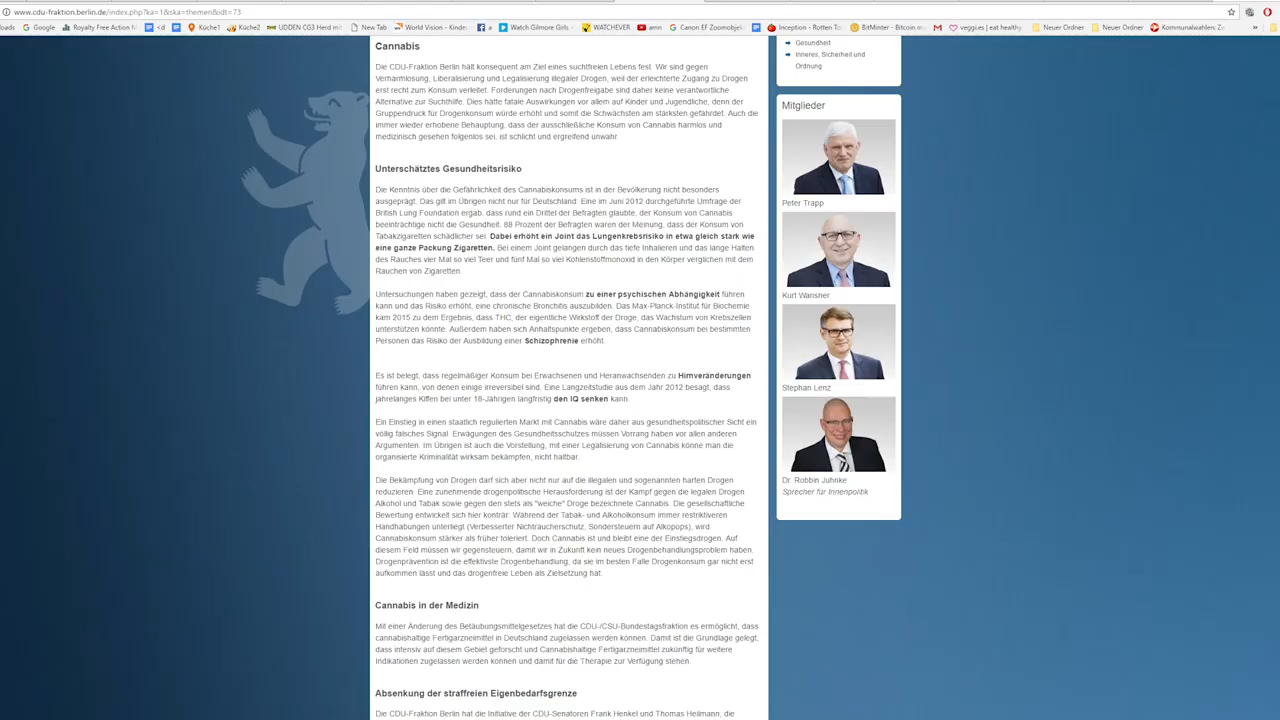 www.cdu-fraktion.berlin.de/index.php?ka=1&ska=themen&idt=73
oads
Google
Royalty Free Action M
<d
Küche1
Küche2
UDDEN CG3 Herd mit
New Tab
World Vision - Kinder
a
Watch Gilmore Girls
WATCHEVER
amn
Canon EF Zoomobjek
Inception - Rotten To
BitMinter - Bitcoin mi
veggi.es | eat healthy
Neuer Ordner
Neuer Ordner
Kommunalwahlen: Zw
»
Cannabis
Die CDU-Fraktion Berlin hält konsequent am Ziel eines suchtfreien Lebens fest. Wir sind gegen
Verharmlosung, Liberalisierung und Legalisierung illegaler Drogen, weil der erleichterte Zugang zu Drogen
erst recht zum Konsum verleitet. Forderungen nach Drogenfreigabe sind daher keine verantwortliche
Alternative zur Suchthilfe. Dies hätte fatale Auswirkungen vor allem auf Kinder und Jugendliche, denn der
Gruppendruck für Drogenkonsum würde erhöht und somit die Schwächsten am stärksten gefährdet. Auch die
immer wieder erhobene Behauptung, dass der ausschließliche Konsum von Cannabis harmlos und
medizinisch gesehen folgenlos sei, ist schlicht und ergreifend unwahr.
Unterschätztes Gesundheitsrisiko
Die Kenntnis über die Gefährlichkeit des Cannabiskonsums ist in der Bevölkerung nicht besonders
ausgeprägt. Das gilt im Übrigen nicht nur für Deutschland: Eine im Juni 2012 durchgeführte Umfrage der
British Lung Foundation ergab, dass rund ein Drittel der Befragten glaubte, der Konsum von Cannabis
beeinträchtige nicht die Gesundheit. 88 Prozent der Befragten waren der Meinung, dass der Konsum von
Tabakzigaretten schädlicher sei. Dabei erhöht ein Joint das Lungenkrebsrisiko in etwa gleich stark wie
eine ganze Packung Zigaretten. Bei einem Joint gelangen durch das tiefe Inhalieren und das lange Halten
des Rauches vier Mal so viel Teer und fünf Mal so viel Kohlenstoffmonoxid in den Körper verglichen mit dem
Rauchen von Zigaretten.
Untersuchungen haben gezeigt, dass der Cannabiskonsum zu einer psychischen Abhängigkeit führen
kann und das Risiko erhöht, eine chronische Bronchitis auszubilden. Das Max-Planck-Institut für Biochemie
kam 2015 zu dem Ergebnis, dass THC, der eigentliche Wirkstoff der Droge, das Wachstum von Krebszellen
unterstützen könnte. Außerdem haben sich Anhaltspunkte ergeben, dass Cannabiskonsum bei bestimmten
Personen das Risiko der Ausbildung einer Schizophrenie erhöht.
Es ist belegt, dass regelmäßiger Konsum bei Erwachsenen und Heranwachsenden zu Hirnveränderungen
führen kann, von denen einige irreversibel sind. Eine Langzeitstudie aus dem Jahr 2012 besagt, dass
jahrelanges Kiffen bei unter 18-Jährigen langfristig den IQ senken kann.
Ein Einstieg in einen staatlich regulierten Markt mit Cannabis wäre daher aus gesundheitspolitischer Sicht ein
völlig falsches Signal. Erwägungen des Gesundheitsschutzes müssen Vorrang haben vor allen anderen
Argumenten. Im Übrigen ist auch die Vorstellung, mit einer Legalisierung von Cannabis könne man die
organisierte Kriminalität wirksam bekämpfen, nicht haltbar.
Die Bekämpfung von Drogen darf sich aber nicht nur auf die illegalen und sogenannten harten Drogen
reduzieren. Eine zunehmende drogenpolitische Herausforderung ist der Kampf gegen die legalen Drogen
Alkohol und Tabak sowie gegen den stets als "weiche" Droge bezeichnete Cannabis. Die gesellschaftliche
Bewertung entwickelt sich hier konträr: Während der Tabak- und Alkoholkonsum immer restriktiveren
Handhabungen unterliegt (Verbesserter Nichtraucherschutz, Sondersteuern auf Alkopops), wird
Cannabiskonsum stärker als früher toleriert. Doch Cannabis ist und bleibt eine der Einstiegsdrogen. Auf
diesem Feld müssen wir gegensteuern, damit wir in Zukunft kein neues Drogenbehandlungsproblem haben.
Drogenprävention ist die effektivste Drogenbehandlung, da sie im besten Falle Drogenkonsum gar nicht erst
aufkommen lässt und das drogenfreie Leben als Zielsetzung hat.
Cannabis in der Medizin
Mit einer Änderung des Betäubungsmittelgesetzes hat die CDU-/CSU-Bundestagsfraktion es ermöglicht, dass
cannabishaltige Fertigarzneimittel in Deutschland zugelassen werden können. Damit ist die Grundlage gelegt,
dass intensiv auf diesem Gebiet geforscht und Cannabishaltige Fertigarzneimittel zukünftig für weitere
Indikationen zugelassen werden können und damit für die Therapie zur Verfügung stehen.
Absenkung der straffreien Eigenbedarfsgrenze
Die CDU-Fraktion Berlin hat die Initiative der CDU-Senatoren Frank Henkel und Thomas Heilmann, die
Gesundheit
Inneres, Sicherheit und
Ordnung
Mitglieder
Peter Trapp
Kurt Wansner
Stephan Lenz
Dr. Robbin Juhnke
Sprecher für Innenpolitik